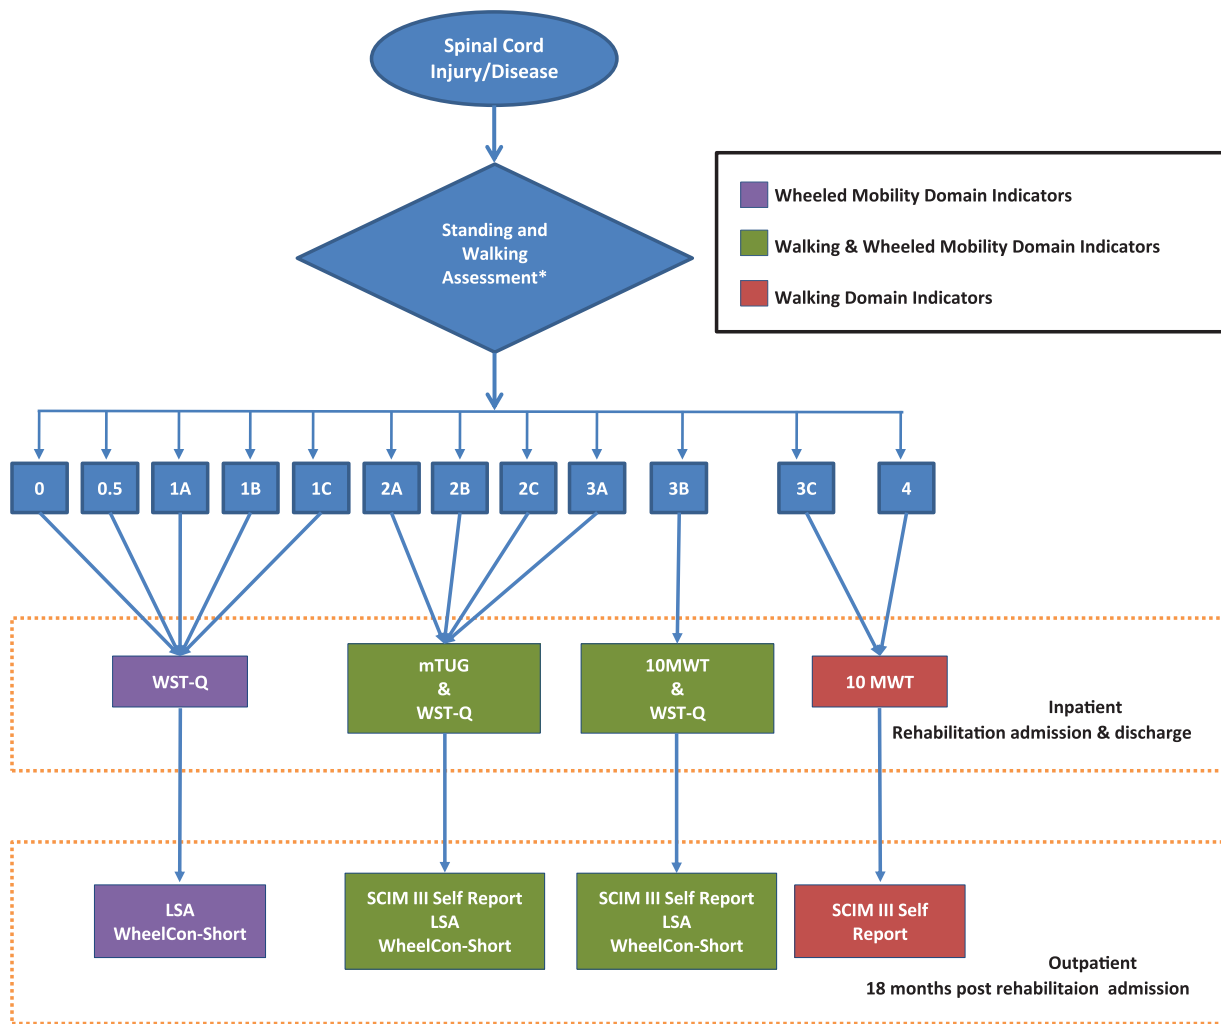 Spinal Cord
Injury/Disease
Standing and
Walking
Assessment*
Wheeled Mobility Domain Indicators
Walking & Wheeled Mobility Domain Indicators
Walking Domain Indicators
0
0.5
1A
1B
1C
2A
2B
2C
3A
3B
3C
4
WST-Q
mTUG
&
WST-Q
10MWT
&
WST-Q
10 MWT
Inpatient
Rehabilitation admission & discharge
LSA
WheelCon-Short
SCIM III Self Report
LSA
WheelCon-Short
SCIM III Self Report
LSA
WheelCon-Short
SCIM III Self
Report
Outpatient
18 months post rehabilitaion admission